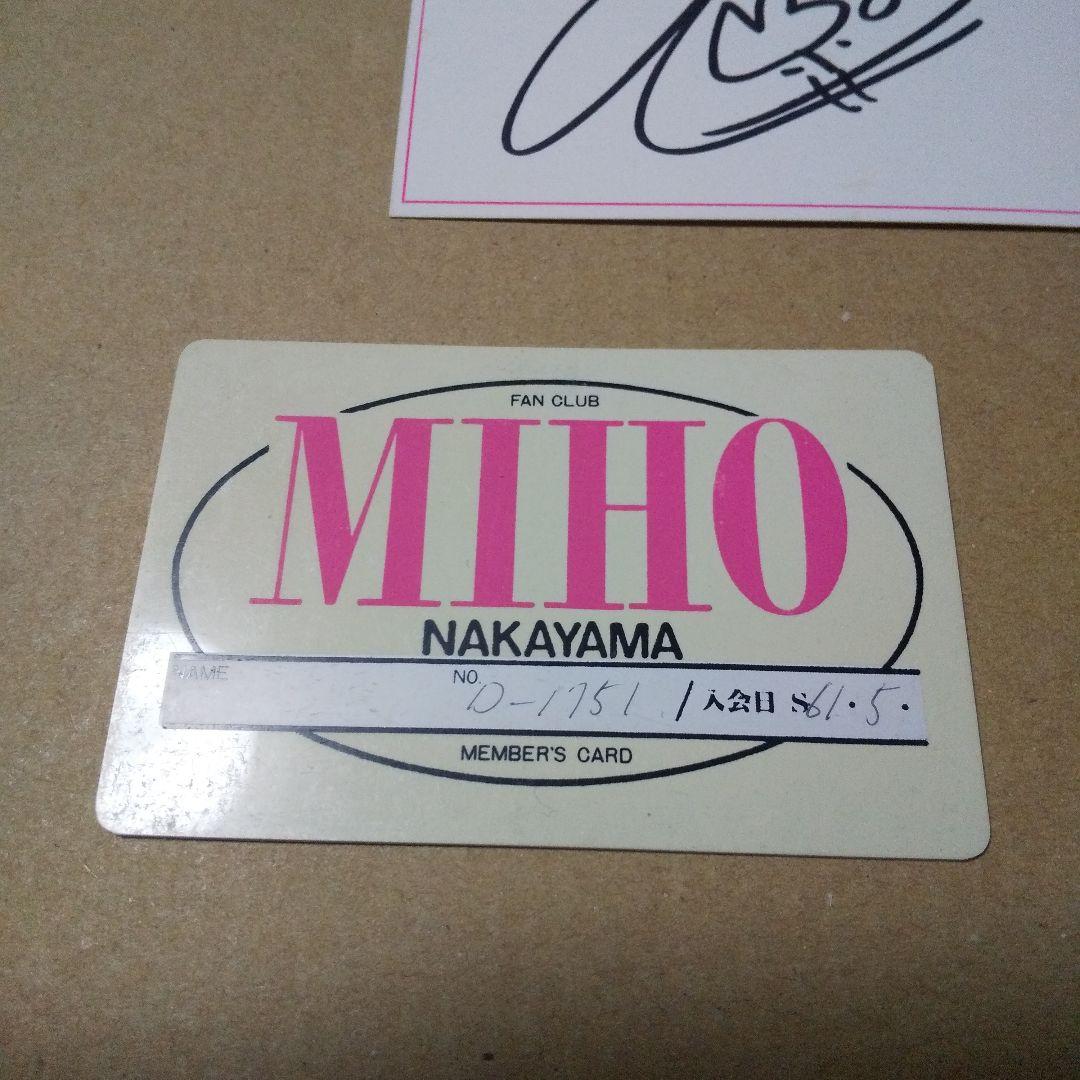 FAN CLUB
MIHO
NAKAYAMA
NAME NO. D-1751 入会日 S61・5・
MEMBER'S CARD